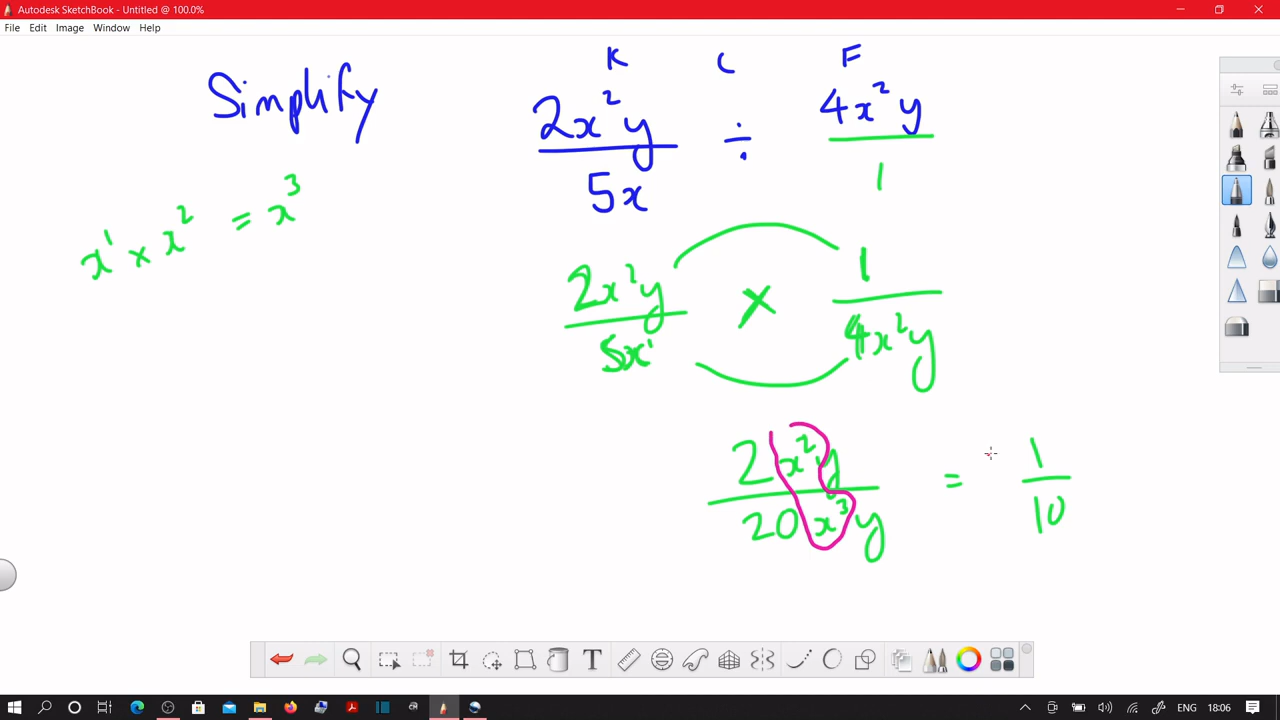 Autodesk SketchBook - Untitled @ 100.0%
File Edit Image Window Help
K C F
Simplify 2x²y/5x ÷ 4x²y/1
x¹ × x² = x³
2x²y/5x¹ × 1/4x²y
2x²y/20x³y = 1/10
T
ENG 18:06